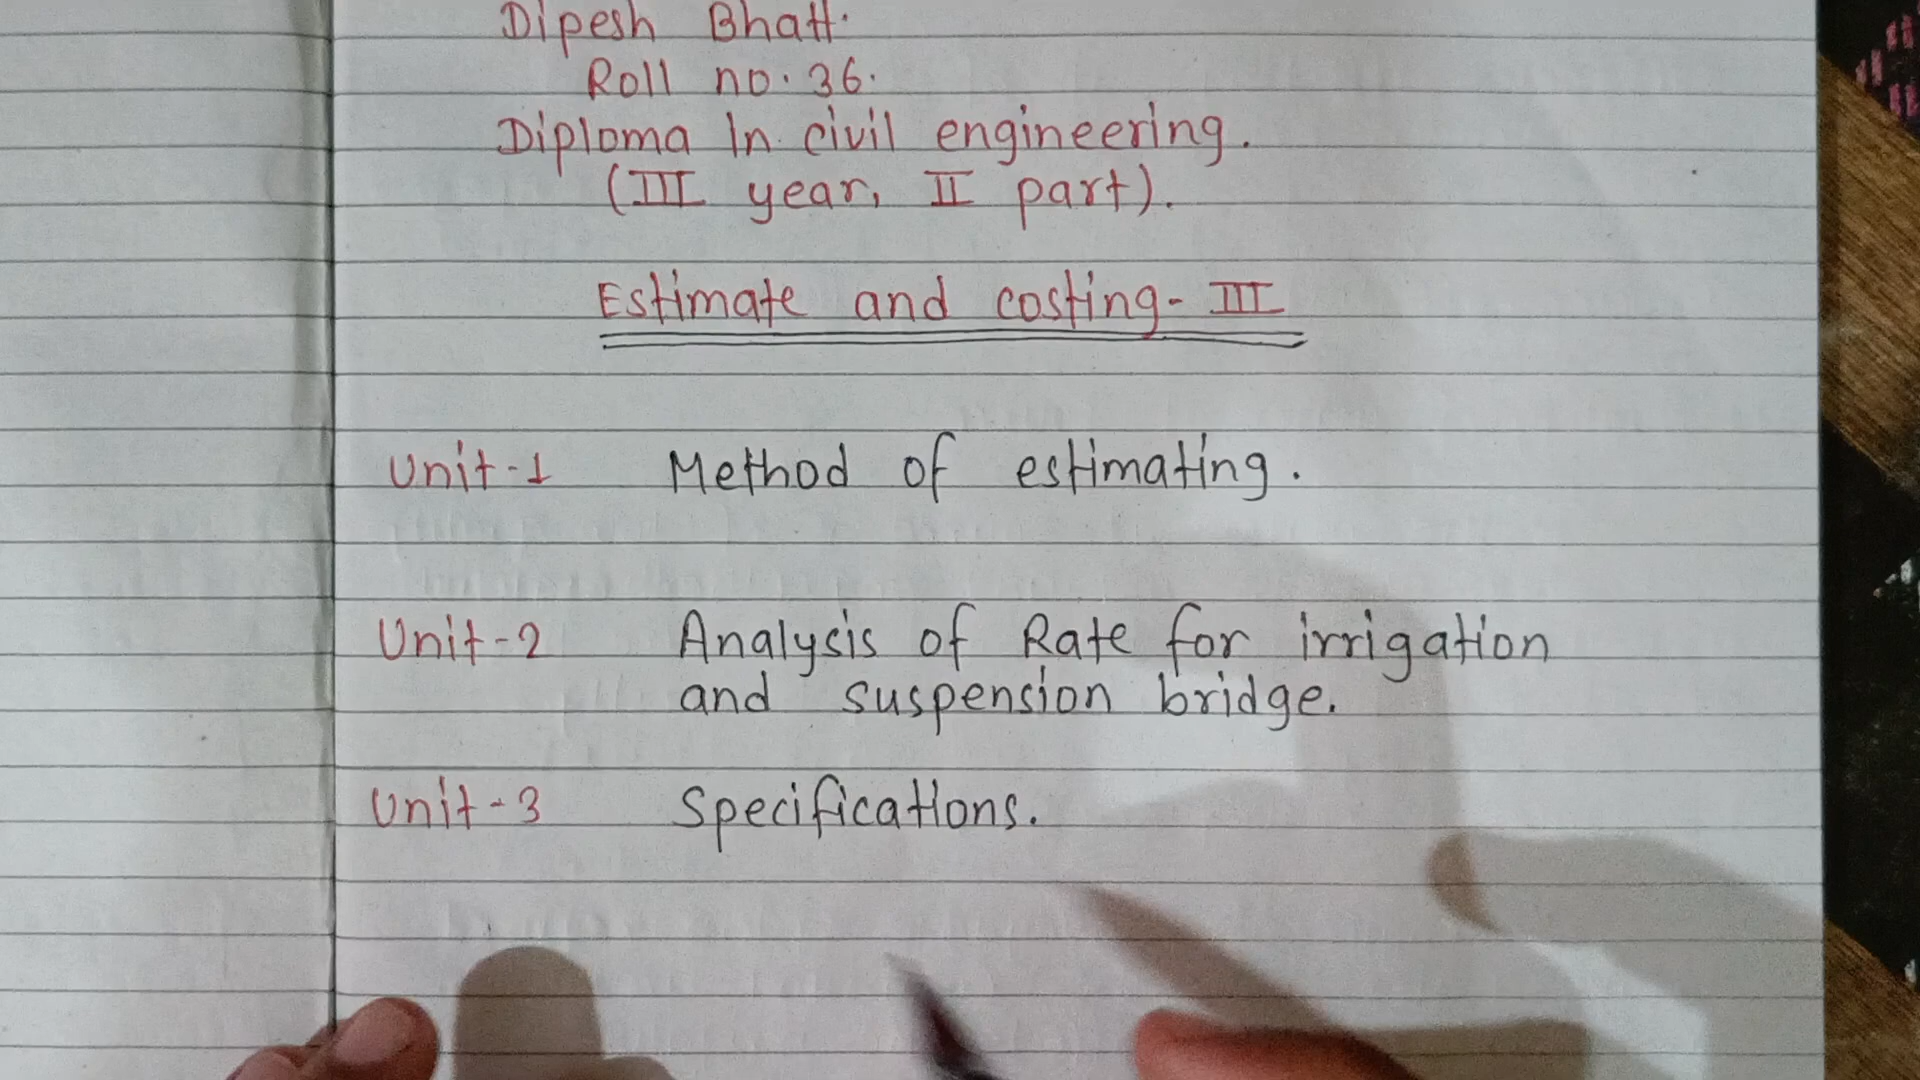 Dipesh Bhatt.
Roll no. 36.
Diploma In civil engineering.
(III year, II part).
Estimate and costing - III
Unit-1 Method of estimating.
Unit-2 Analysis of Rate for irrigation
and suspension bridge.
Unit-3 Specifications.